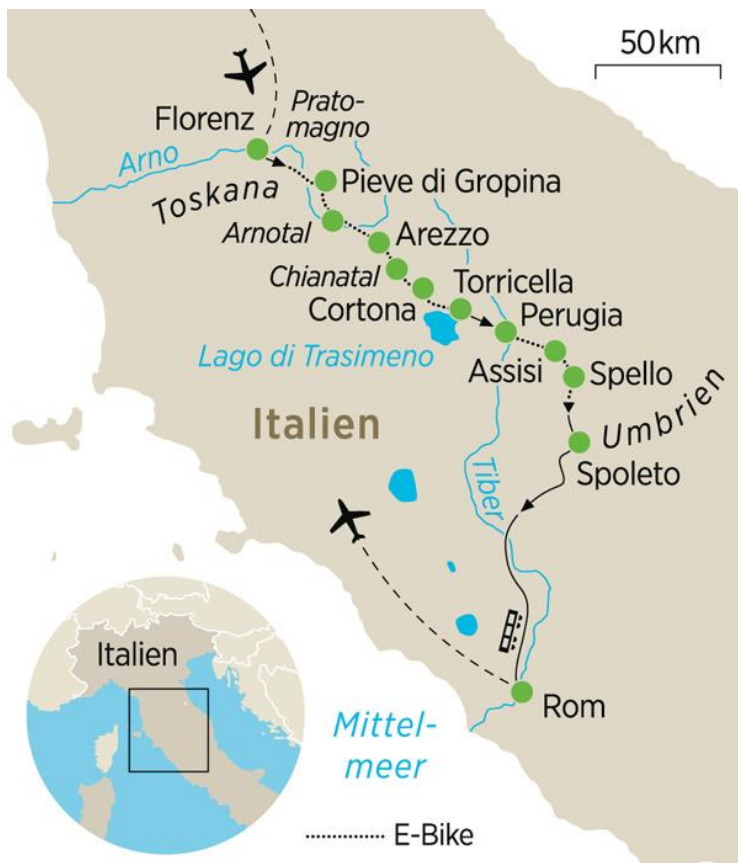 50 km
Prato-
magno
Florenz
Arno
Toskana
Pieve di Gropina
Arnotal
Arezzo
Chianatal
Torricella
Cortona
Perugia
Lago di Trasimeno
Assisi
Spello
Italien
Umbrien
Spoleto
Tiber
Italien
Rom
Mittel-
meer
E-Bike